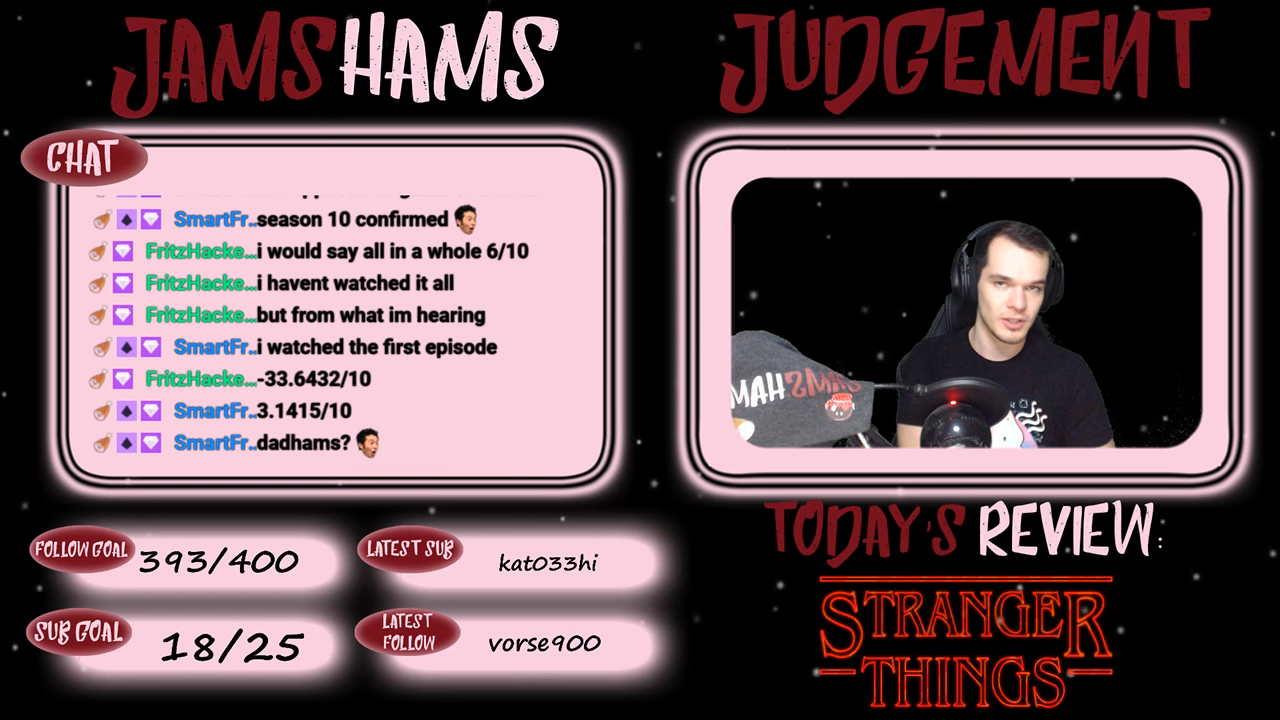 JAMSHAMS
JUDGEMENT
CHAT
SmartFr..season 10 confirmed
FritzHacke...i would say all in a whole 6/10
FritzHacke...i havent watched it all
FritzHacke...but from what im hearing
SmartFr..i watched the first episode
FritzHacke...-33.6432/10
SmartFr..3.1415/10
SmartFr..dadhams?
FOLLOW GOAL
393/400
LATEST SUB
kat033hi
SUB GOAL
18/25
LATEST
FOLLOW
vorse900
TODAY'S REVIEW:
STRANGER
THINGS